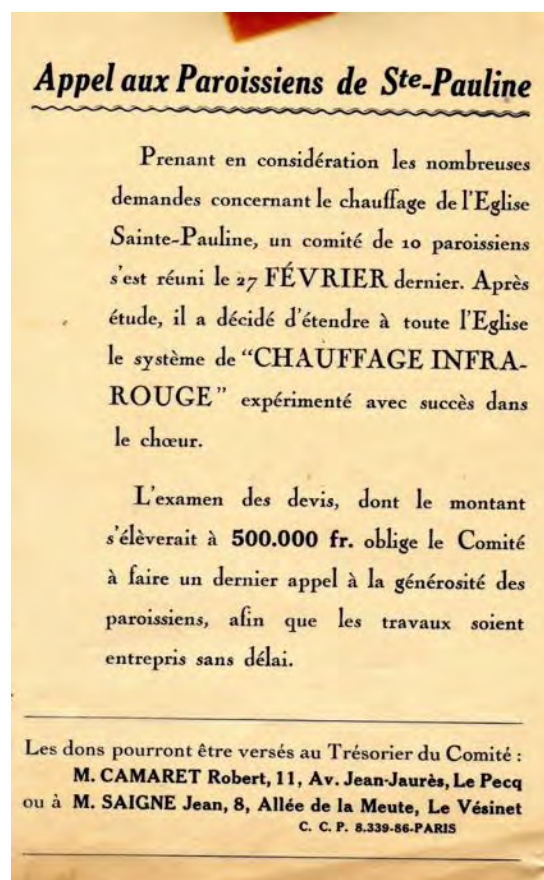 Appel aux Paroissiens de Ste-Pauline
Prenant en considération les nombreuses
demandes concernant le chauffage de l'Eglise
Sainte-Pauline, un comité de 10 paroissiens
s'est réuni le 27 FÉVRIER dernier. Après
étude, il a décidé d'étendre à toute l'Eglise
le système de "CHAUFFAGE INFRA-
ROUGE" expérimenté avec succès dans
le chœur.
L'examen des devis, dont le montant
s'élèverait à 500.000 fr. oblige le Comité
à faire un dernier appel à la générosité des
paroissiens, afin que les travaux soient
entrepris sans délai.
Les dons pourront être versés au Trésorier du Comité :
M. CAMARET Robert, 11, Av. Jean-Jaurès, Le Pecq
ou à M. SAIGNE Jean, 8, Allée de la Meute, Le Vésinet
C. C. P. 8.339-86-PARIS